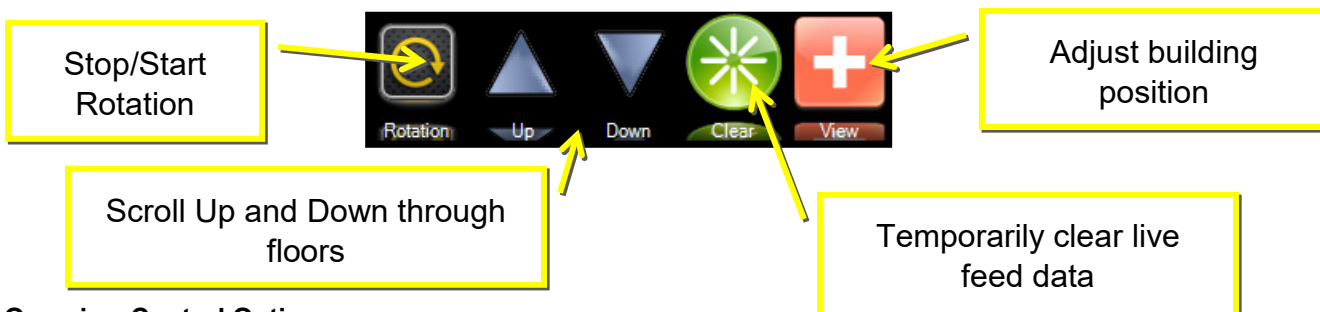 Stop/Start
Rotation
Rotation
Up
Down
Clear
View
Adjust building
position
Scroll Up and Down through
floors
Temporarily clear live
feed data